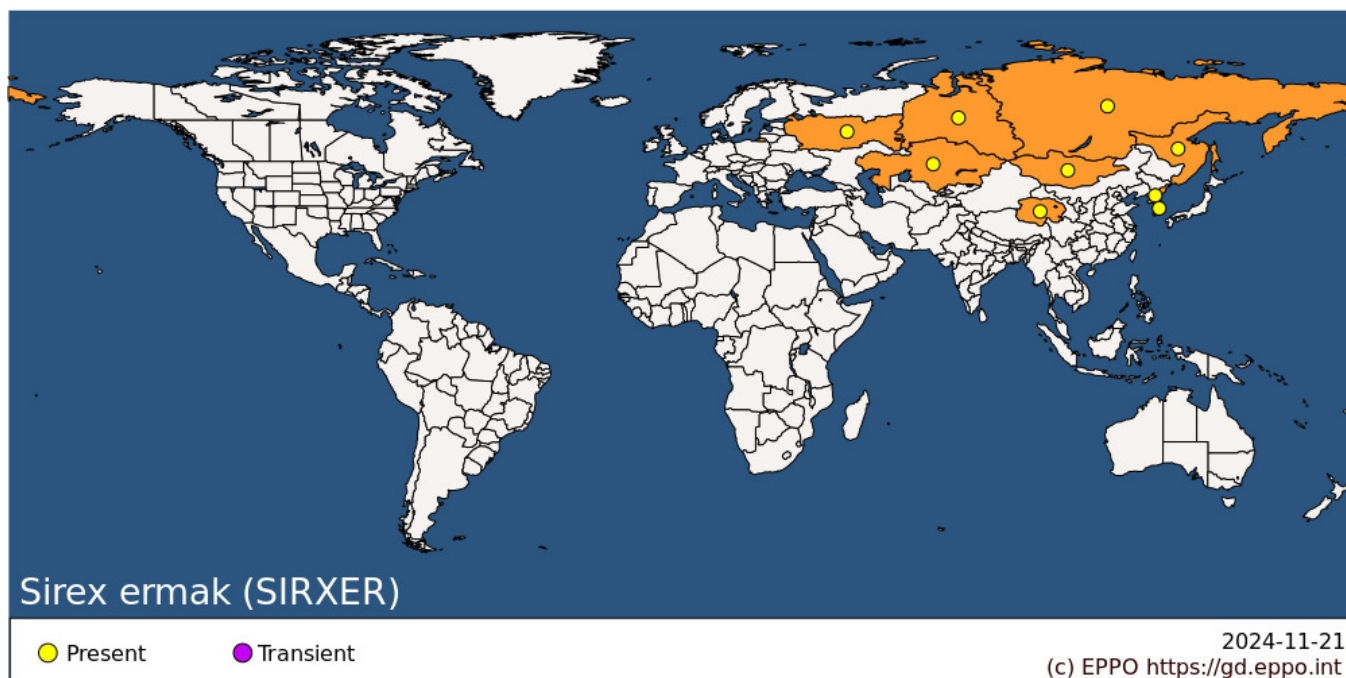 Sirex ermak (SIRXER)
Present
Transient
2024-11-21
(c) EPPO https://gd.eppo.int